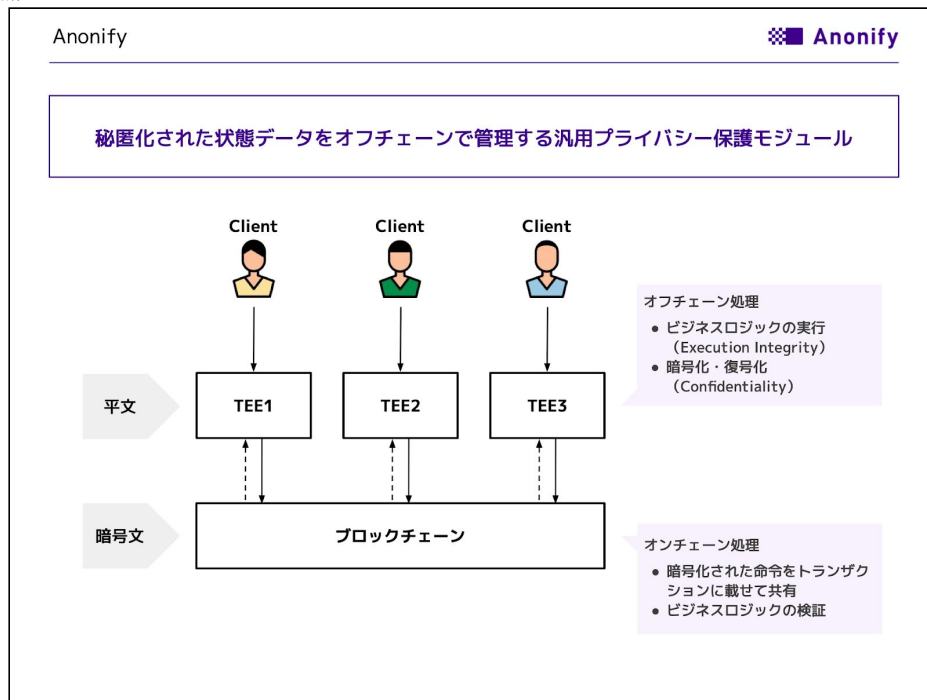 Anonify
Anonify
秘匿化された状態データをオフチェーンで管理する汎用プライバシー保護モジュール
Client
Client
Client
オフチェーン処理
● ビジネスロジックの実行
（Execution Integrity）
● 暗号化・復号化
（Confidentiality）
平文
TEE1
TEE2
TEE3
暗号文
ブロックチェーン
オンチェーン処理
● 暗号化された命令をトランザク
ションに載せて共有
● ビジネスロジックの検証